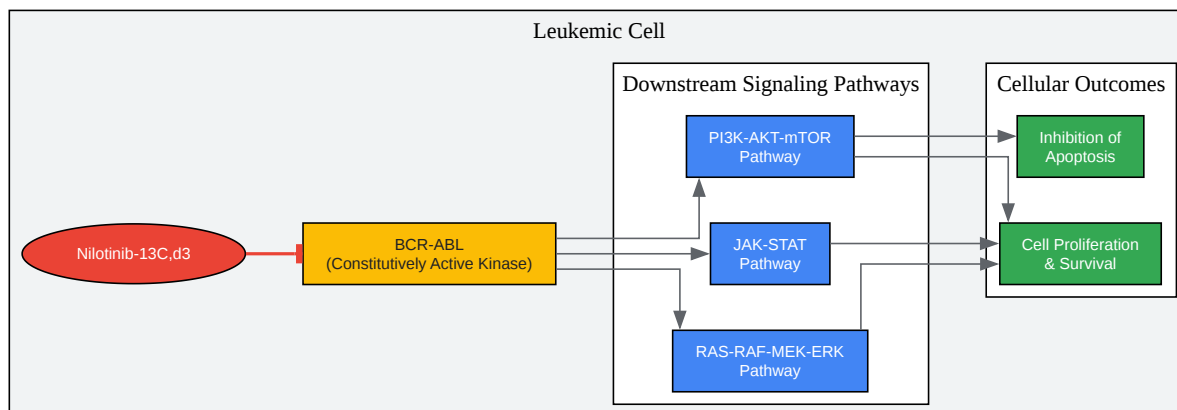 Leukemic Cell
Downstream Signaling Pathways
Cellular Outcomes
PI3K-AKT-mTOR
Pathway
Inhibition of
Apoptosis
Nilotinib-13C,d3
BCR-ABL
(Constitutively Active Kinase)
JAK-STAT
Pathway
Cell Proliferation
& Survival
RAS-RAF-MEK-ERK
Pathway